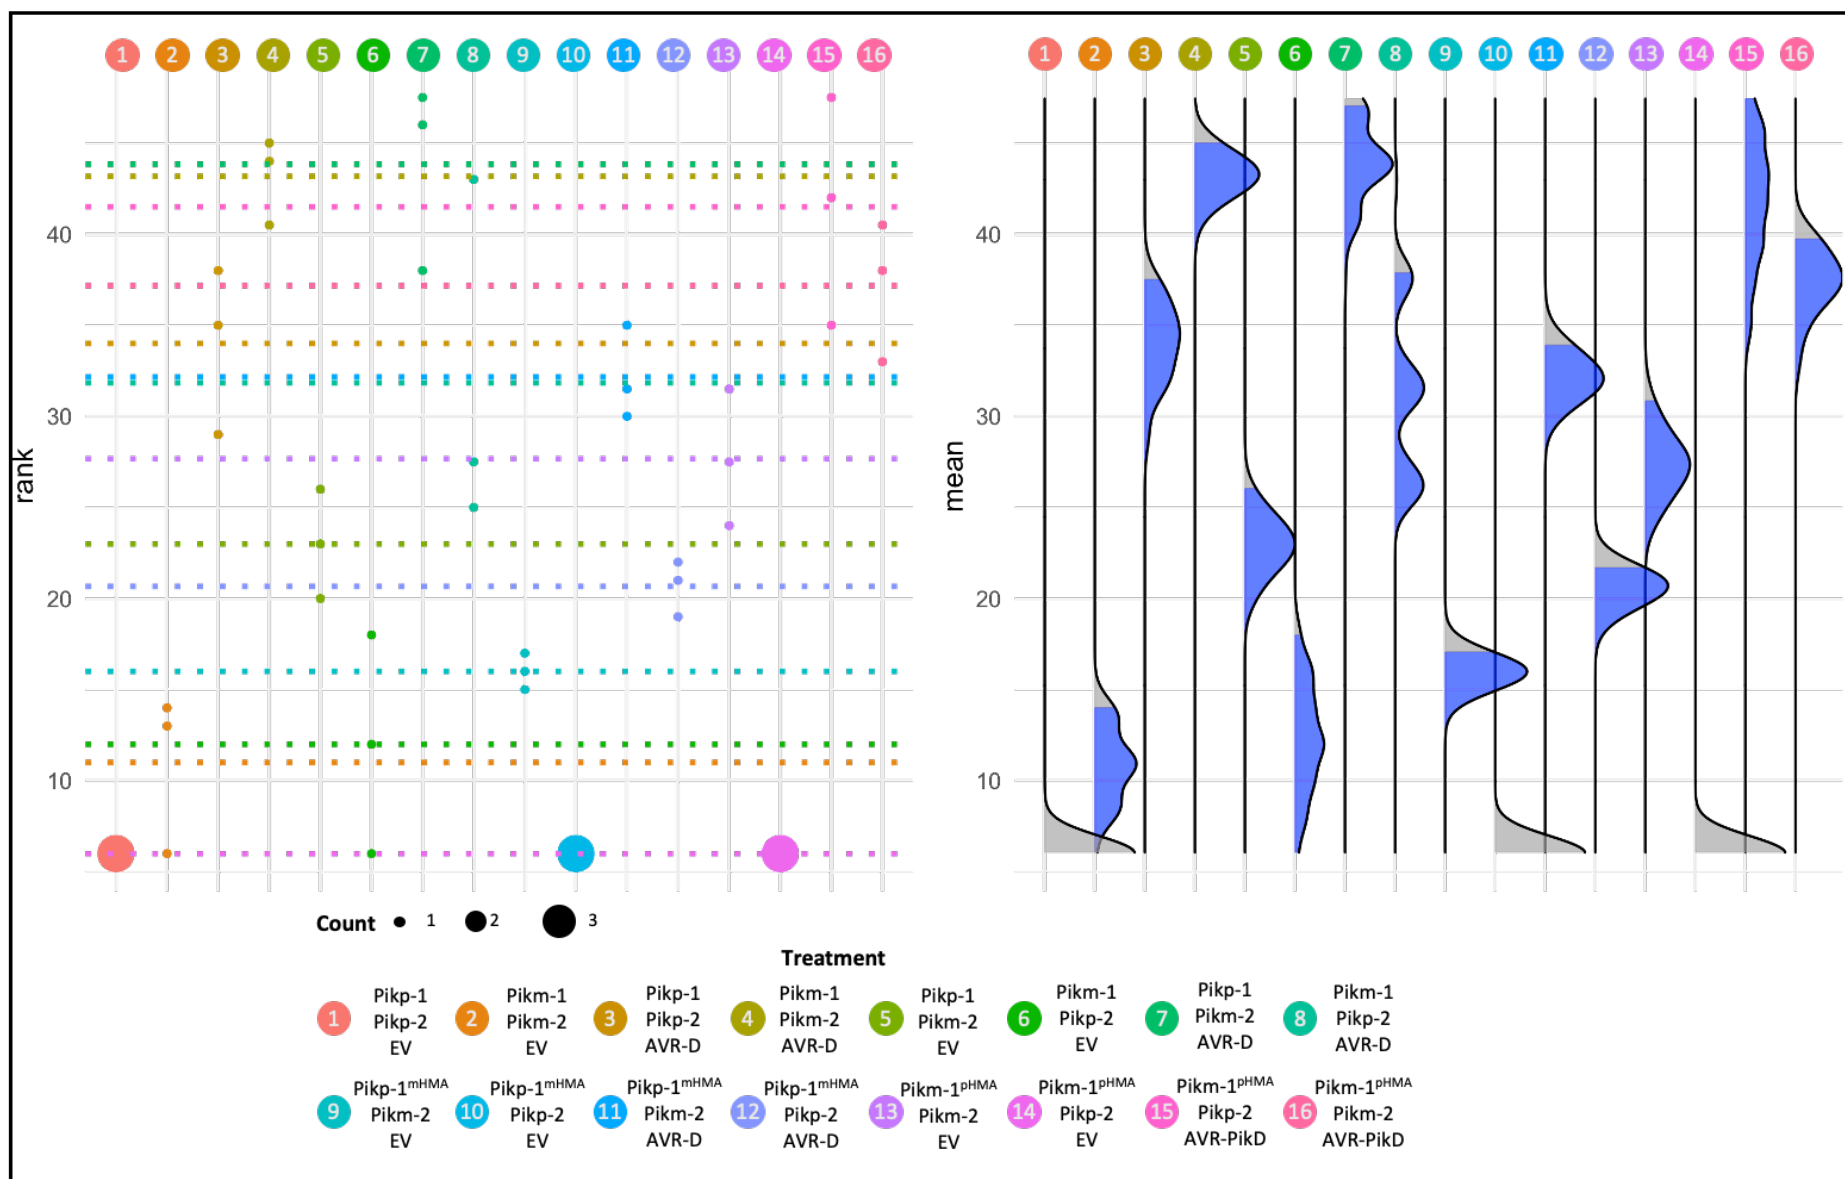 1 2 3 4 5 6 7 8 9 10 11 12 13 14 15 16
1 2 3 4 5 6 7 8 9 10 11 12 13 14 15 16
rank
40
30
20
10
mean
40
30
20
10
Count 1 2 3
Treatment
1 Pikp-1
Pikp-2
EV
2 Pikm-1
Pikm-2
EV
3 Pikp-1
Pikp-2
AVR-D
4 Pikm-1
Pikm-2
AVR-D
5 Pikp-1
Pikm-2
EV
6 Pikm-1
Pikp-2
EV
7 Pikp-1
Pikm-2
AVR-D
8 Pikm-1
Pikp-2
AVR-D
9 Pikp-1mHMA
Pikm-2
EV
10 Pikp-1mHMA
Pikp-2
EV
11 Pikp-1mHMA
Pikm-2
AVR-D
12 Pikp-1mHMA
Pikp-2
AVR-D
13 Pikm-1pHMA
Pikm-2
EV
14 Pikm-1pHMA
Pikp-2
EV
15 Pikm-1pHMA
Pikp-2
AVR-PikD
16 Pikm-1pHMA
Pikm-2
AVR-PikD